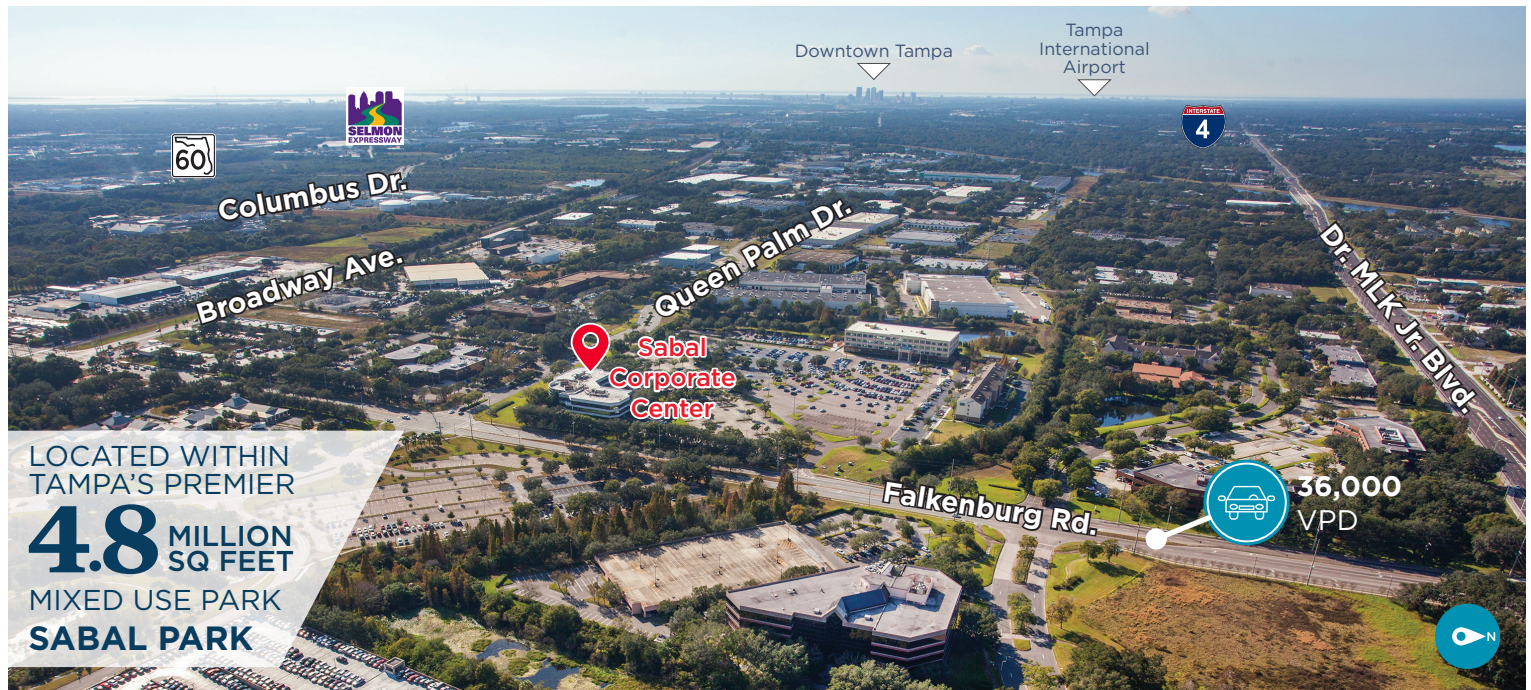 Downtown Tampa
Tampa
International
Airport
SELMON
EXPRESSWAY
INTERSTATE
4
60
Columbus Dr.
Broadway Ave.
Queen Palm Dr.
Dr. MLK Jr. Blvd.
Sabal
Corporate
Center
Falkenburg Rd.
36,000
VPD
LOCATED WITHIN
TAMPA'S PREMIER
4.8 MILLION
SQ FEET
MIXED USE PARK
SABAL PARK
N